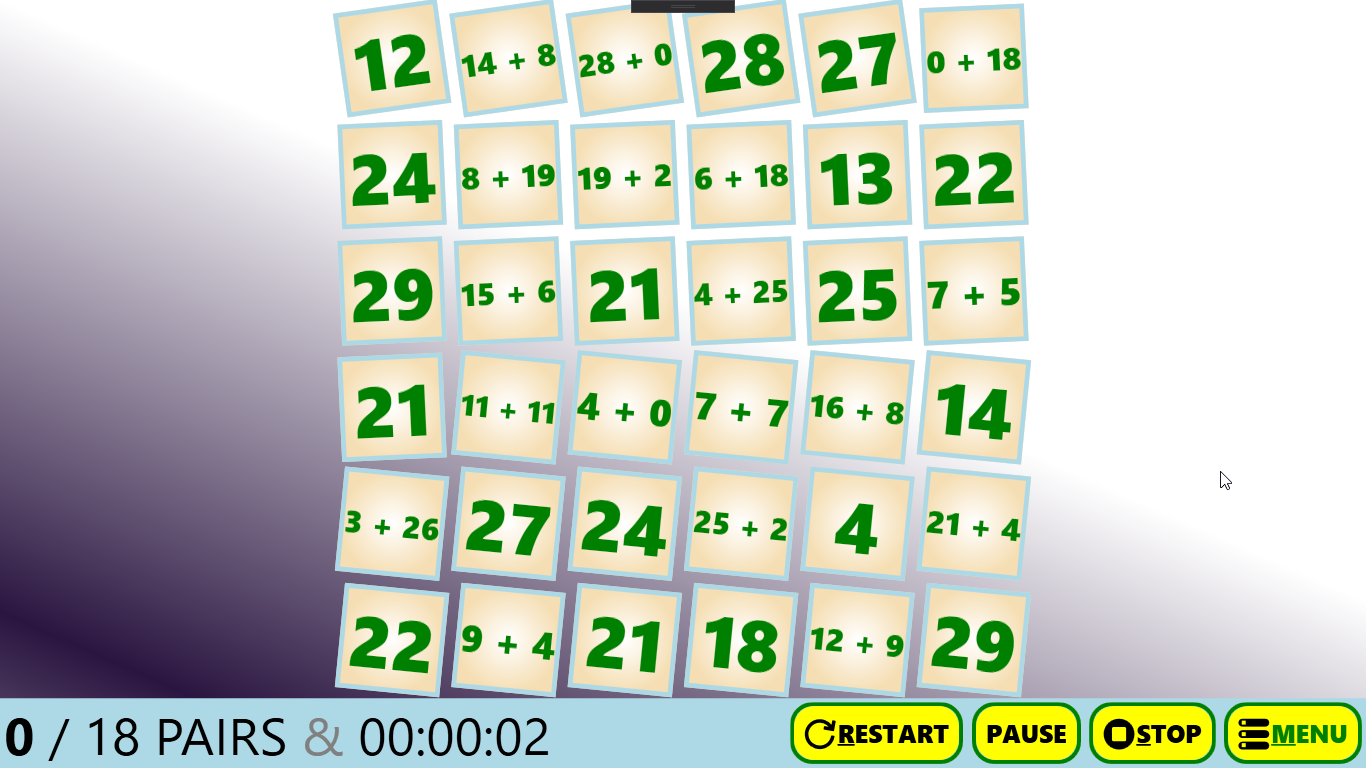 12 14 + 8 28 + 0 28 27 0 + 18
24 8 + 19 19 + 2 6 + 18 13 22
29 15 + 6 21 4 + 25 25 7 + 5
21 11 + 11 4 + 0 7 + 7 16 + 8 14
3 + 26 27 24 25 + 2 4 21 + 4
22 9 + 4 21 18 12 + 9 29
0 / 18 PAIRS & 00:00:02 RESTART PAUSE STOP MENU